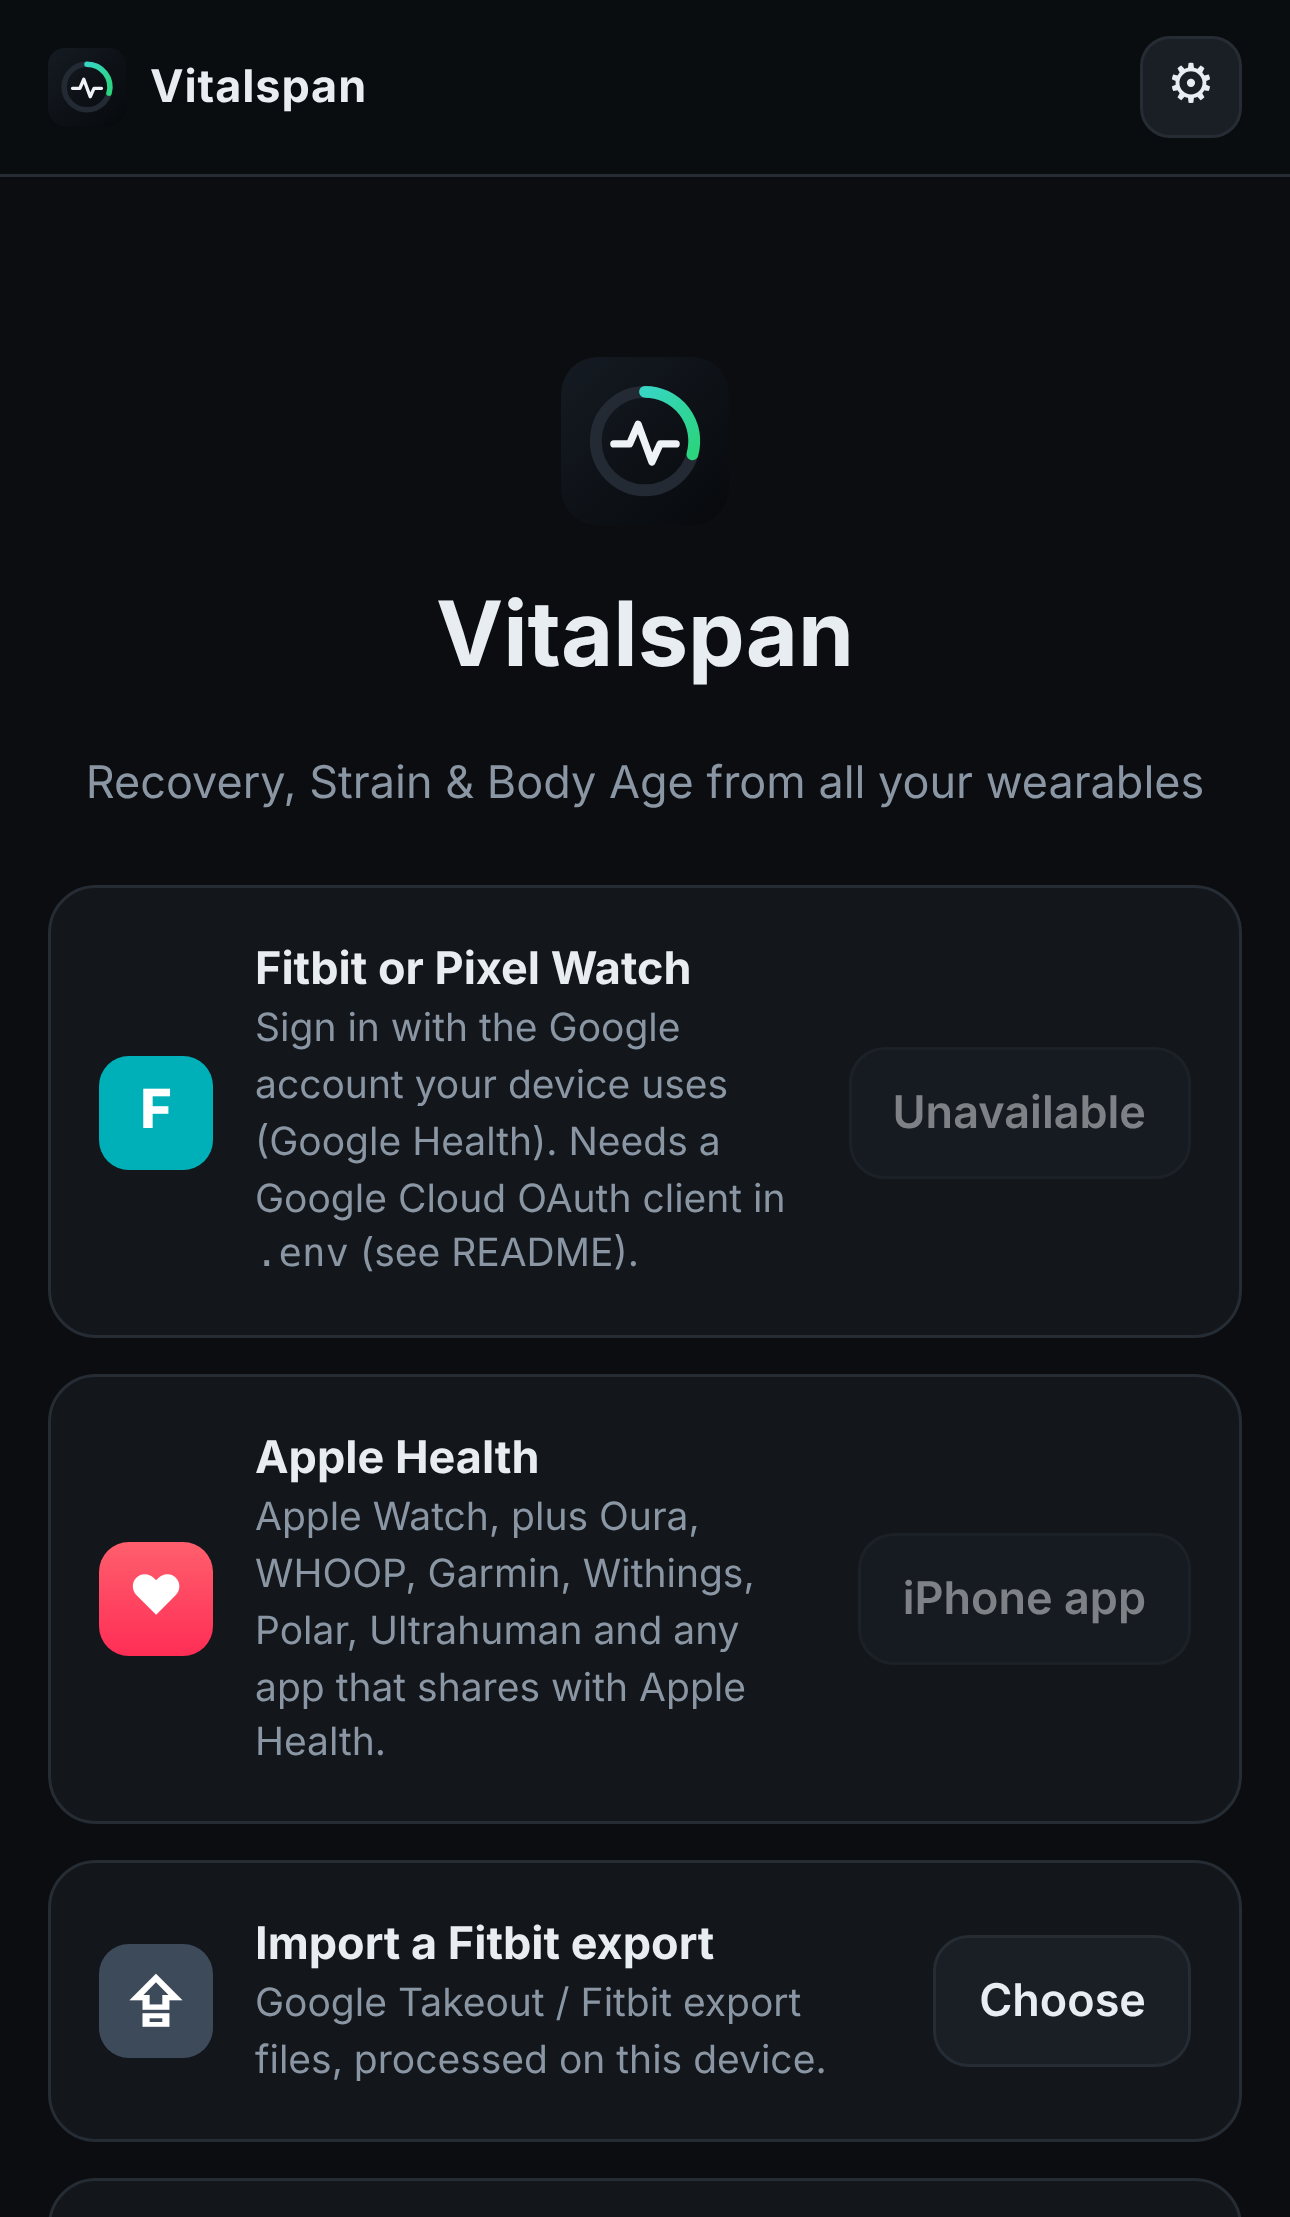 Vitalspan
Vitalspan
Recovery, Strain & Body Age from all your wearables
Fitbit or Pixel Watch
Sign in with the Google
account your device uses
(Google Health). Needs a
Google Cloud OAuth client in
.env (see README).
F
Unavailable
Apple Health
Apple Watch, plus Oura,
WHOOP, Garmin, Withings,
Polar, Ultrahuman and any
app that shares with Apple
Health.
iPhone app
Import a Fitbit export
Google Takeout / Fitbit export
files, processed on this device.
Choose